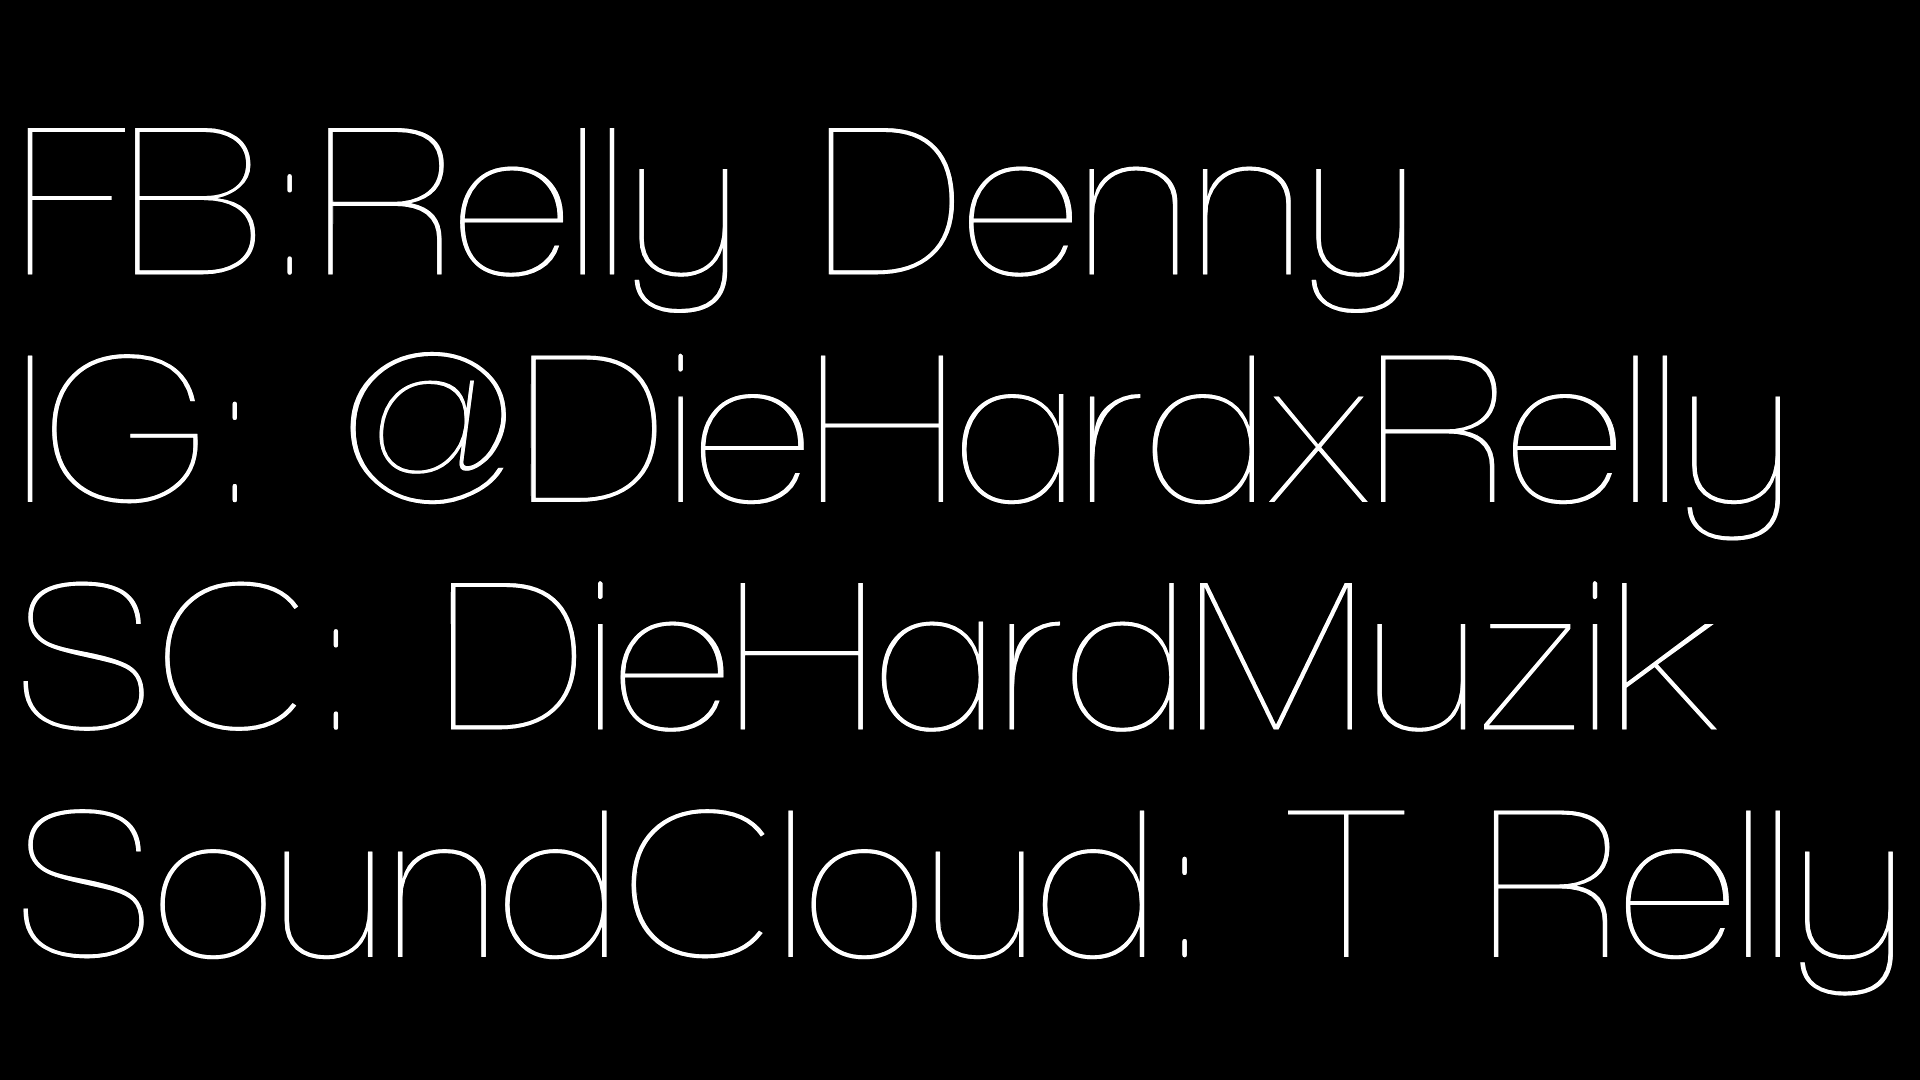 FB:Relly Denny
IG: @DieHardxRelly
SC: DieHardMuzik
SoundCloud: T Relly